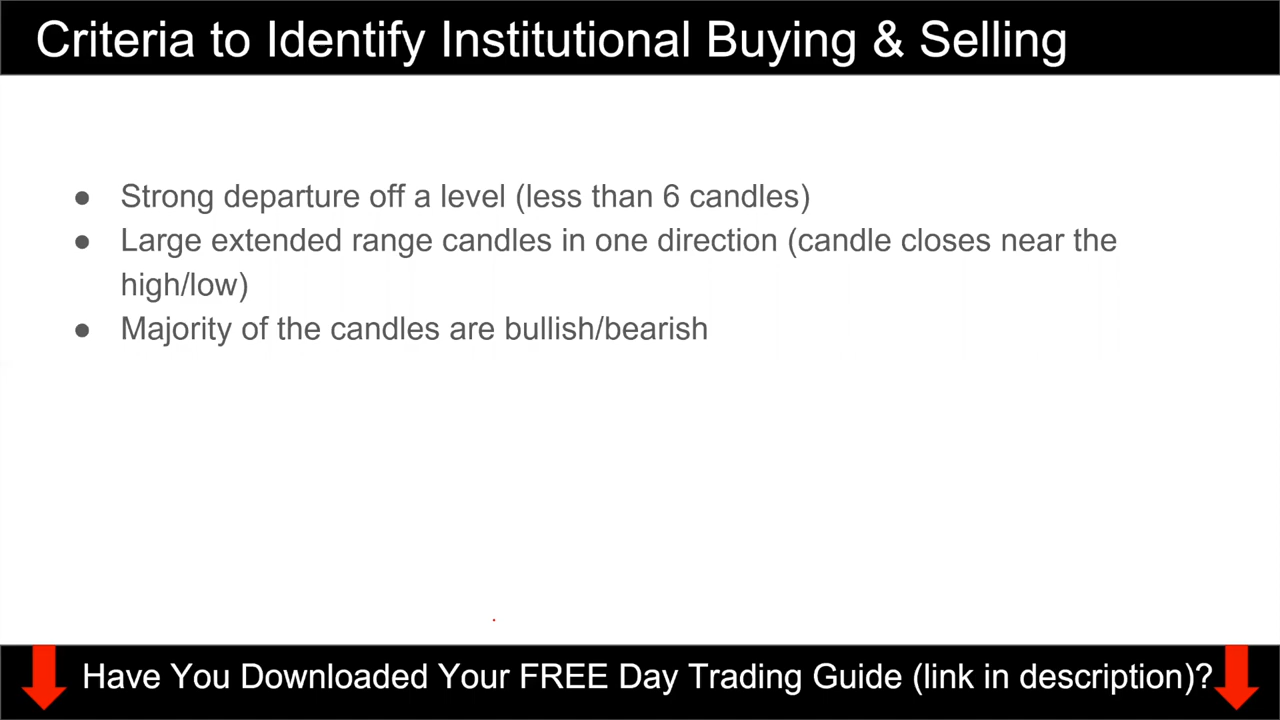 Criteria to Identify Institutional Buying & Selling
● Strong departure off a level (less than 6 candles)
● Large extended range candles in one direction (candle closes near the
high/low)
● Majority of the candles are bullish/bearish
Have You Downloaded Your FREE Day Trading Guide (link in description)?